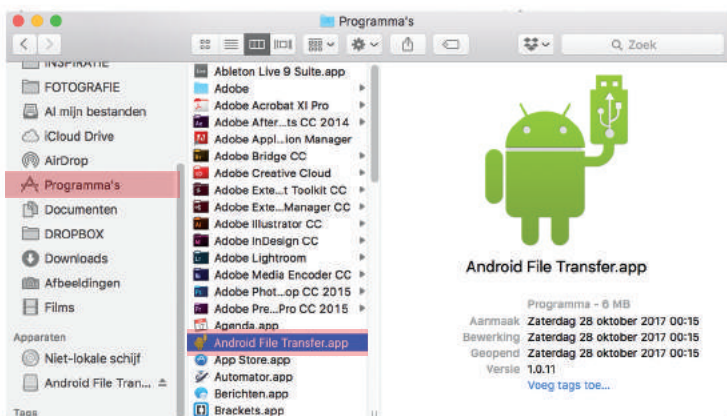 Programma's
Zoek
INSPIRATIE
FOTOGRAFIE
Al mijn bestanden
iCloud Drive
AirDrop
Programma's
Documenten
DROPBOX
Downloads
Afbeeldingen
Films
Apparaten
Niet-lokale schijf
Android File Tran...
Tags
Ableton Live 9 Suite.app
Adobe
Adobe Acrobat XI Pro
Adobe After...ts CC 2014
Adobe Appl...ion Manager
Adobe Bridge CC
Adobe Creative Cloud
Adobe Exte...t Toolkit CC
Adobe Exte...Manager CC
Adobe Illustrator CC
Adobe InDesign CC
Adobe Lightroom
Adobe Media Encoder CC
Adobe Phot...op CC 2015
Adobe Pre...Pro CC 2015
Agenda.app
Android File Transfer.app
App Store.app
Automator.app
Berichten.app
Brackets.app
Android File Transfer.app
Programma - 6 MB
Aanmaak Zaterdag 28 oktober 2017 00:15
Bewerking Zaterdag 28 oktober 2017 00:15
Geopend Zaterdag 28 oktober 2017 00:15
Versie 1.0.11
Voeg tags toe...